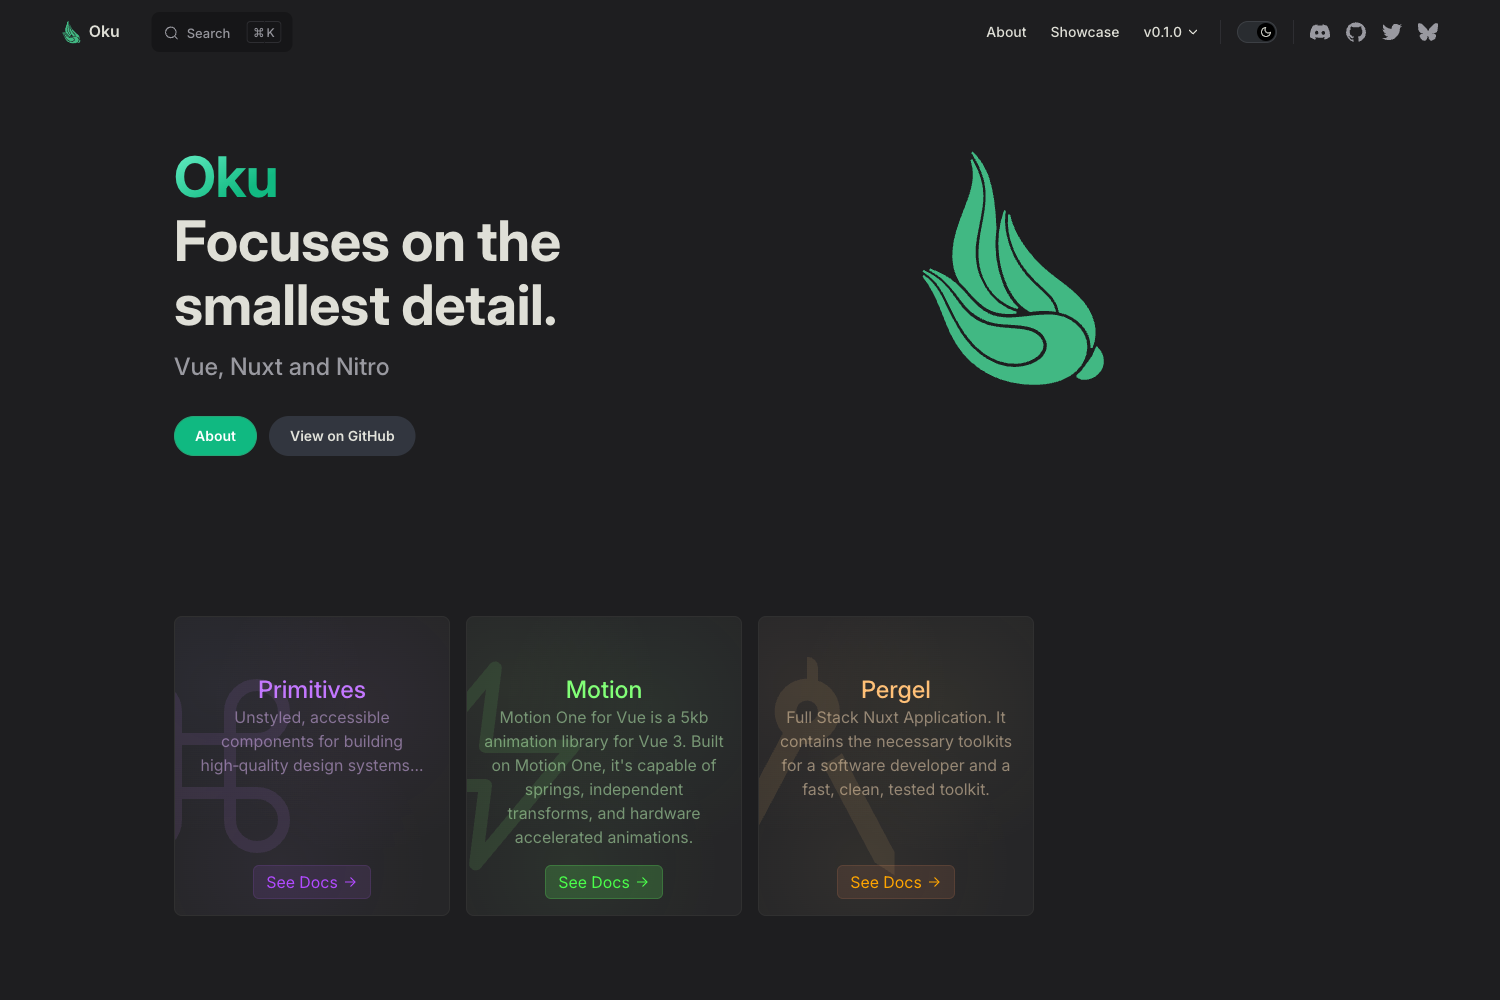 Oku
Search
⌘ K
About
Showcase
v0.1.0
Oku
Focuses on the
smallest detail.
Vue, Nuxt and Nitro
About
View on GitHub
Primitives
Unstyled, accessible
components for building
high-quality design systems...
See Docs →
Motion
Motion One for Vue is a 5kb
animation library for Vue 3. Built
on Motion One, it's capable of
springs, independent
transforms, and hardware
accelerated animations.
See Docs →
Pergel
Full Stack Nuxt Application. It
contains the necessary toolkits
for a software developer and a
fast, clean, tested toolkit.
See Docs →